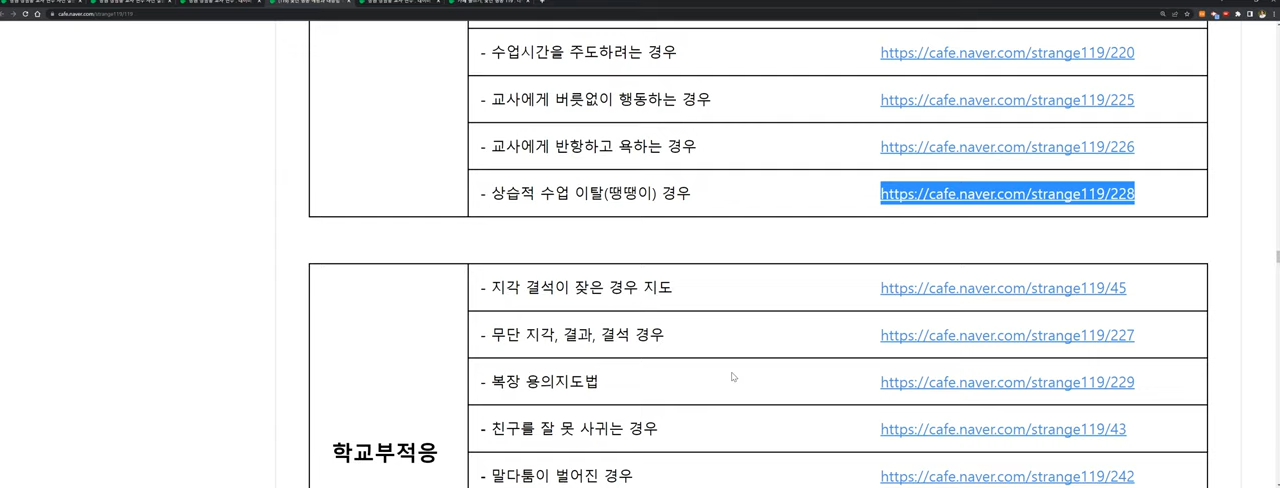 cafe.naver.com/strange119/119
- 수업시간을 주도하려는 경우 https://cafe.naver.com/strange119/220
- 교사에게 버릇없이 행동하는 경우 https://cafe.naver.com/strange119/225
- 교사에게 반항하고 욕하는 경우 https://cafe.naver.com/strange119/226
- 상습적 수업 이탈(땡땡이) 경우 https://cafe.naver.com/strange119/228
- 지각 결석이 잦은 경우 지도 https://cafe.naver.com/strange119/45
- 무단 지각, 결과, 결석 경우 https://cafe.naver.com/strange119/227
- 복장 용의지도법 https://cafe.naver.com/strange119/229
- 친구를 잘 못 사귀는 경우 https://cafe.naver.com/strange119/43
학교부적응
- 말다툼이 벌어진 경우 https://cafe.naver.com/strange119/242